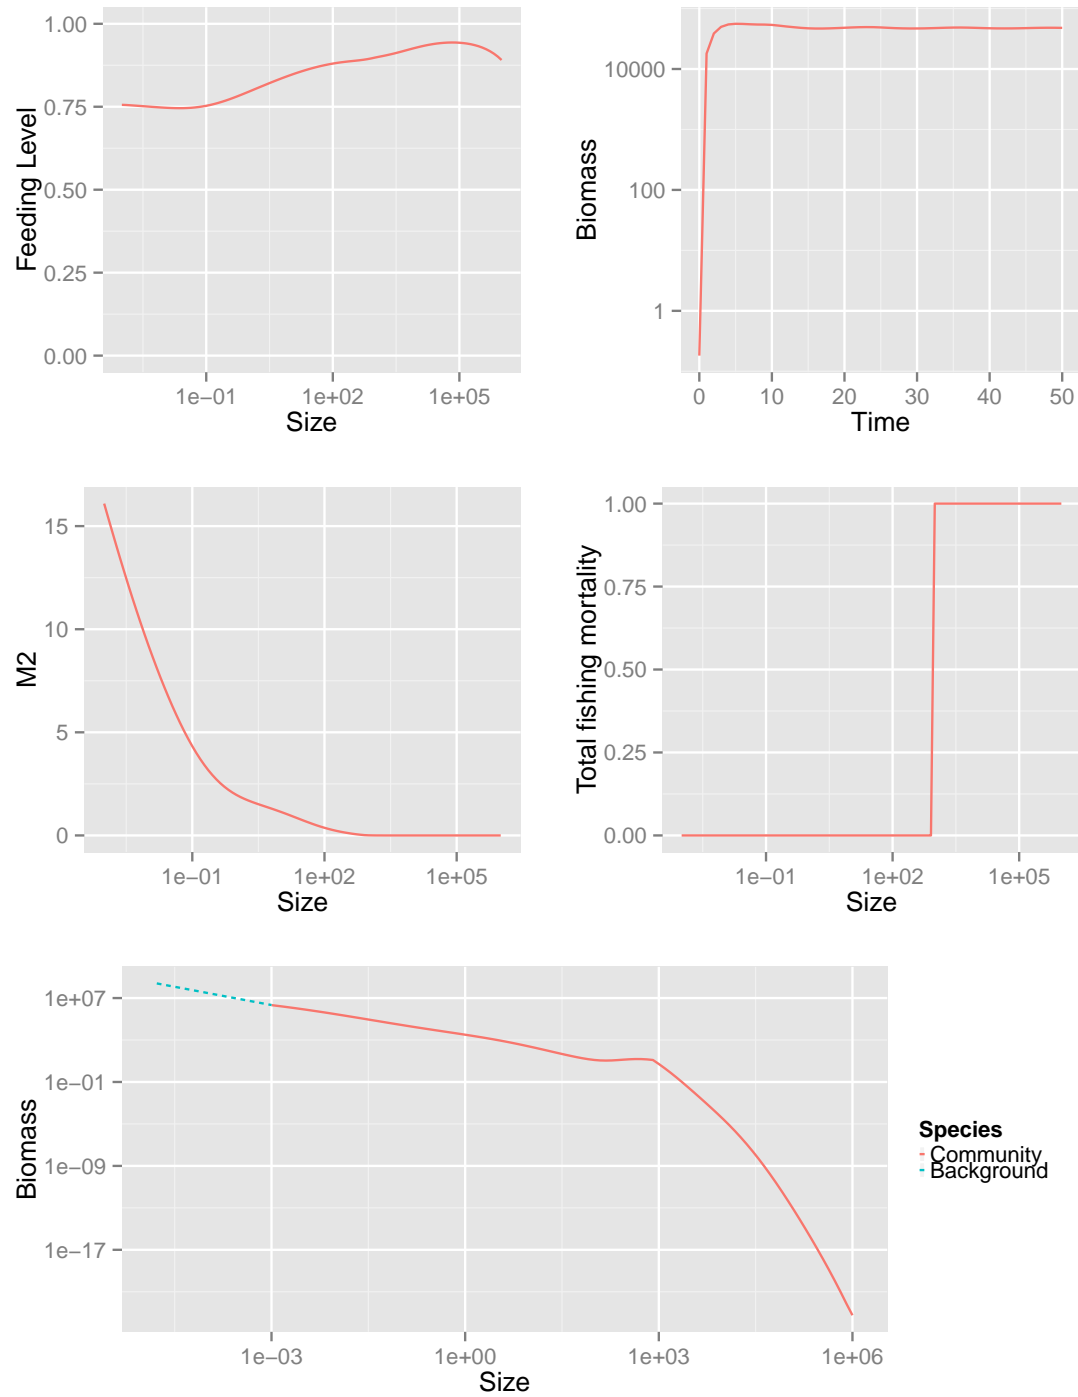 Feeding Level
1.00
0.75
0.50
0.25
0.00
1e−01 1e+02 1e+05
Size
Biomass
10000
100
1
0 10 20 30 40 50
Time
M2
15
10
5
0
1e−01 1e+02 1e+05
Size
Total fishing mortality
1.00
0.75
0.50
0.25
0.00
1e−01 1e+02 1e+05
Size
Biomass
1e+07
1e−01
1e−09
1e−17
1e−03 1e+00 1e+03 1e+06
Size
Species
Community
Background